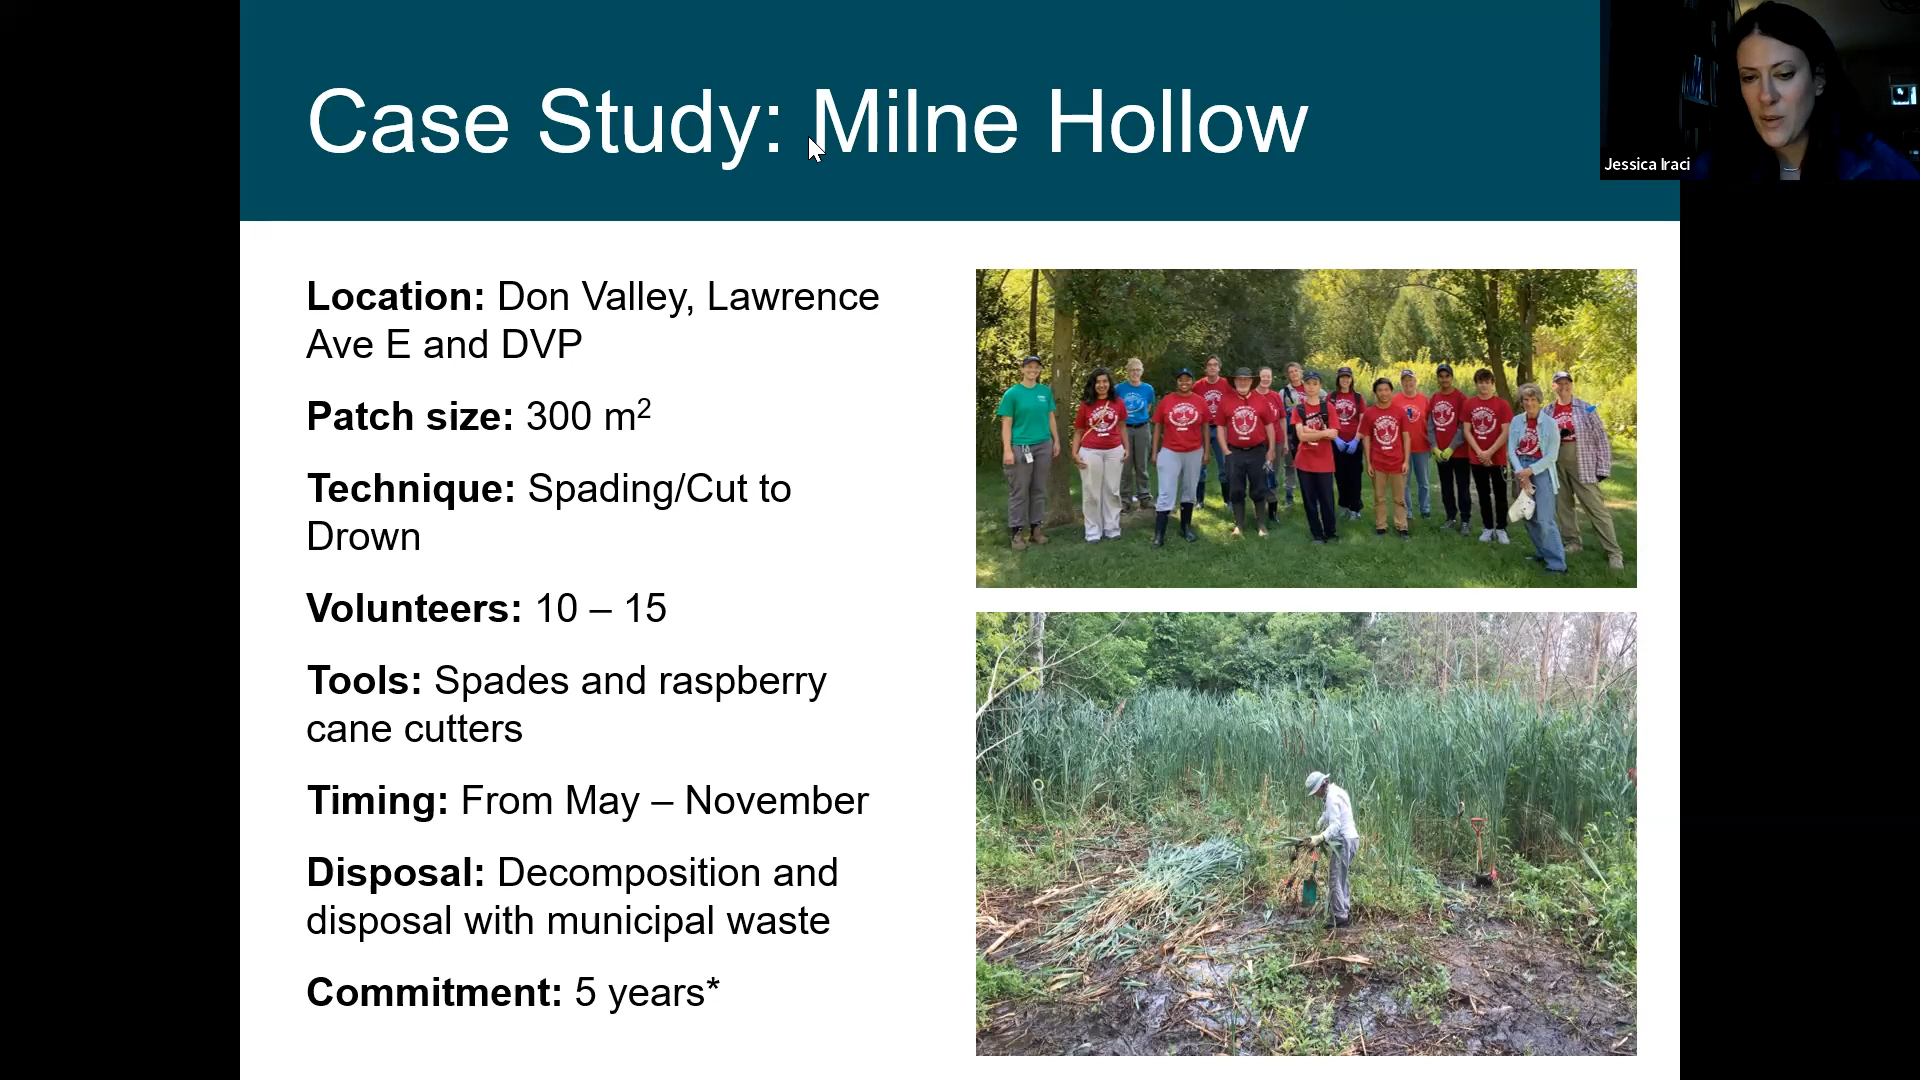 Case Study: Milne Hollow
Jessica Iraci
Location: Don Valley, Lawrence
Ave E and DVP
Patch size: 300 m²
Technique: Spading/Cut to
Drown
Volunteers: 10 – 15
Tools: Spades and raspberry
cane cutters
Timing: From May – November
Disposal: Decomposition and
disposal with municipal waste
Commitment: 5 years*